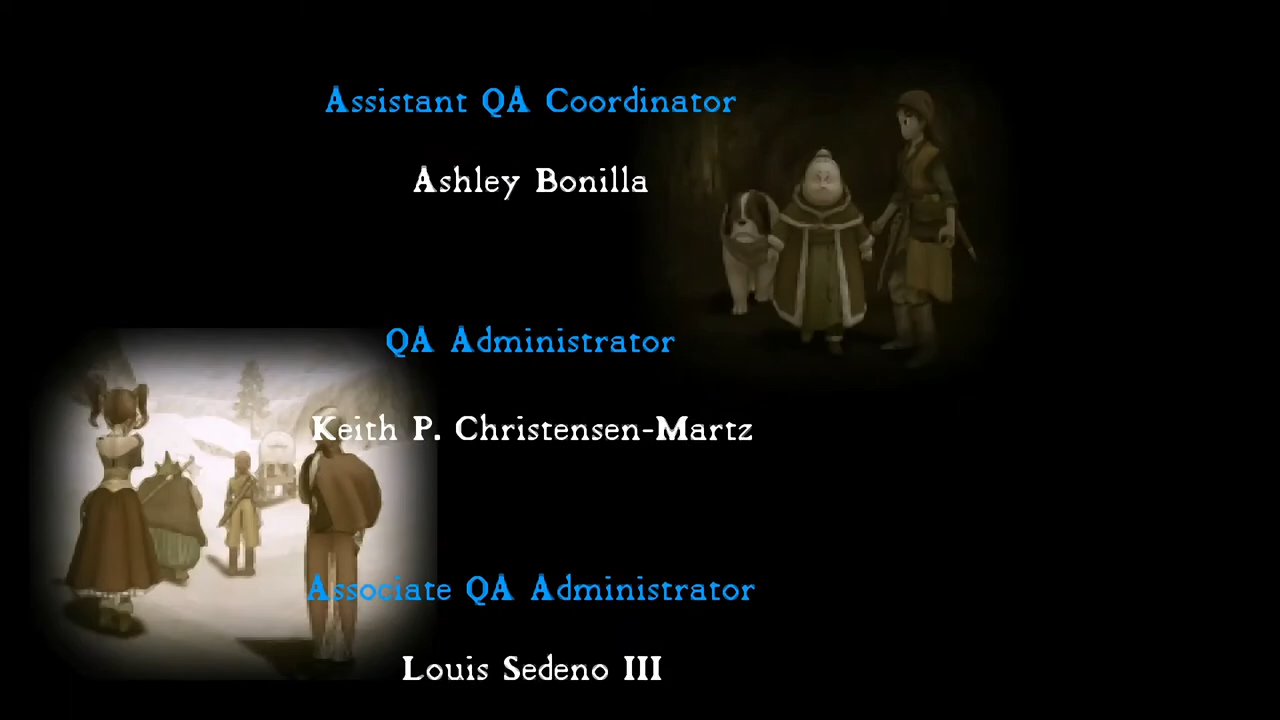 Assistant QA Coordinator
Ashley Bonilla
QA Administrator
Keith P. Christensen-Martz
Associate QA Administrator
Louis Sedeno III